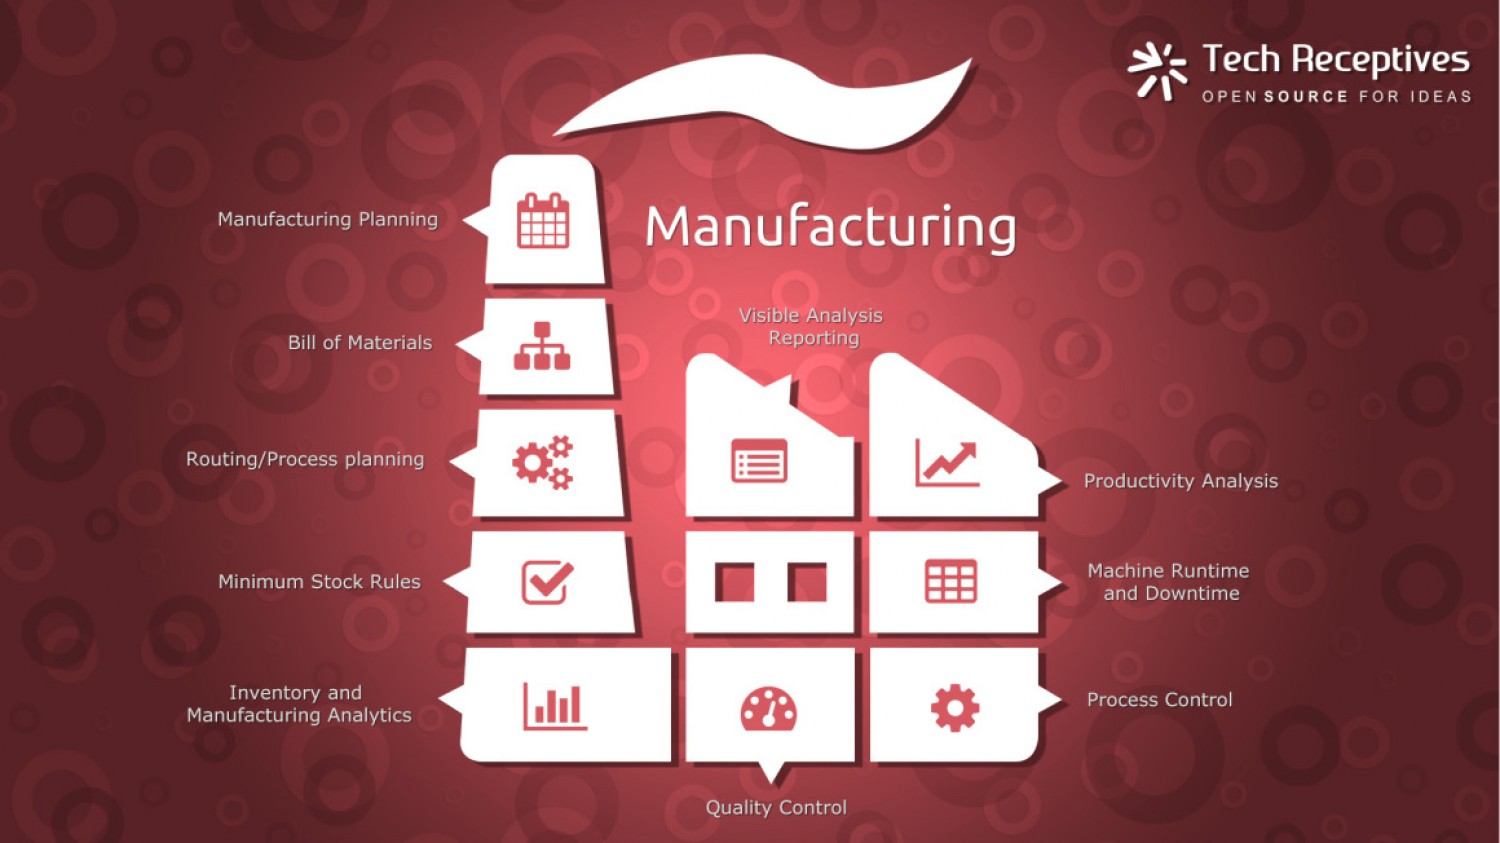 Tech Receptives
OPEN SOURCE FOR IDEAS
Manufacturing
Manufacturing Planning
Bill of Materials
Routing/Process planning
Minimum Stock Rules
Inventory and
Manufacturing Analytics
Visible Analysis
Reporting
Productivity Analysis
Machine Runtime
and Downtime
Process Control
Quality Control